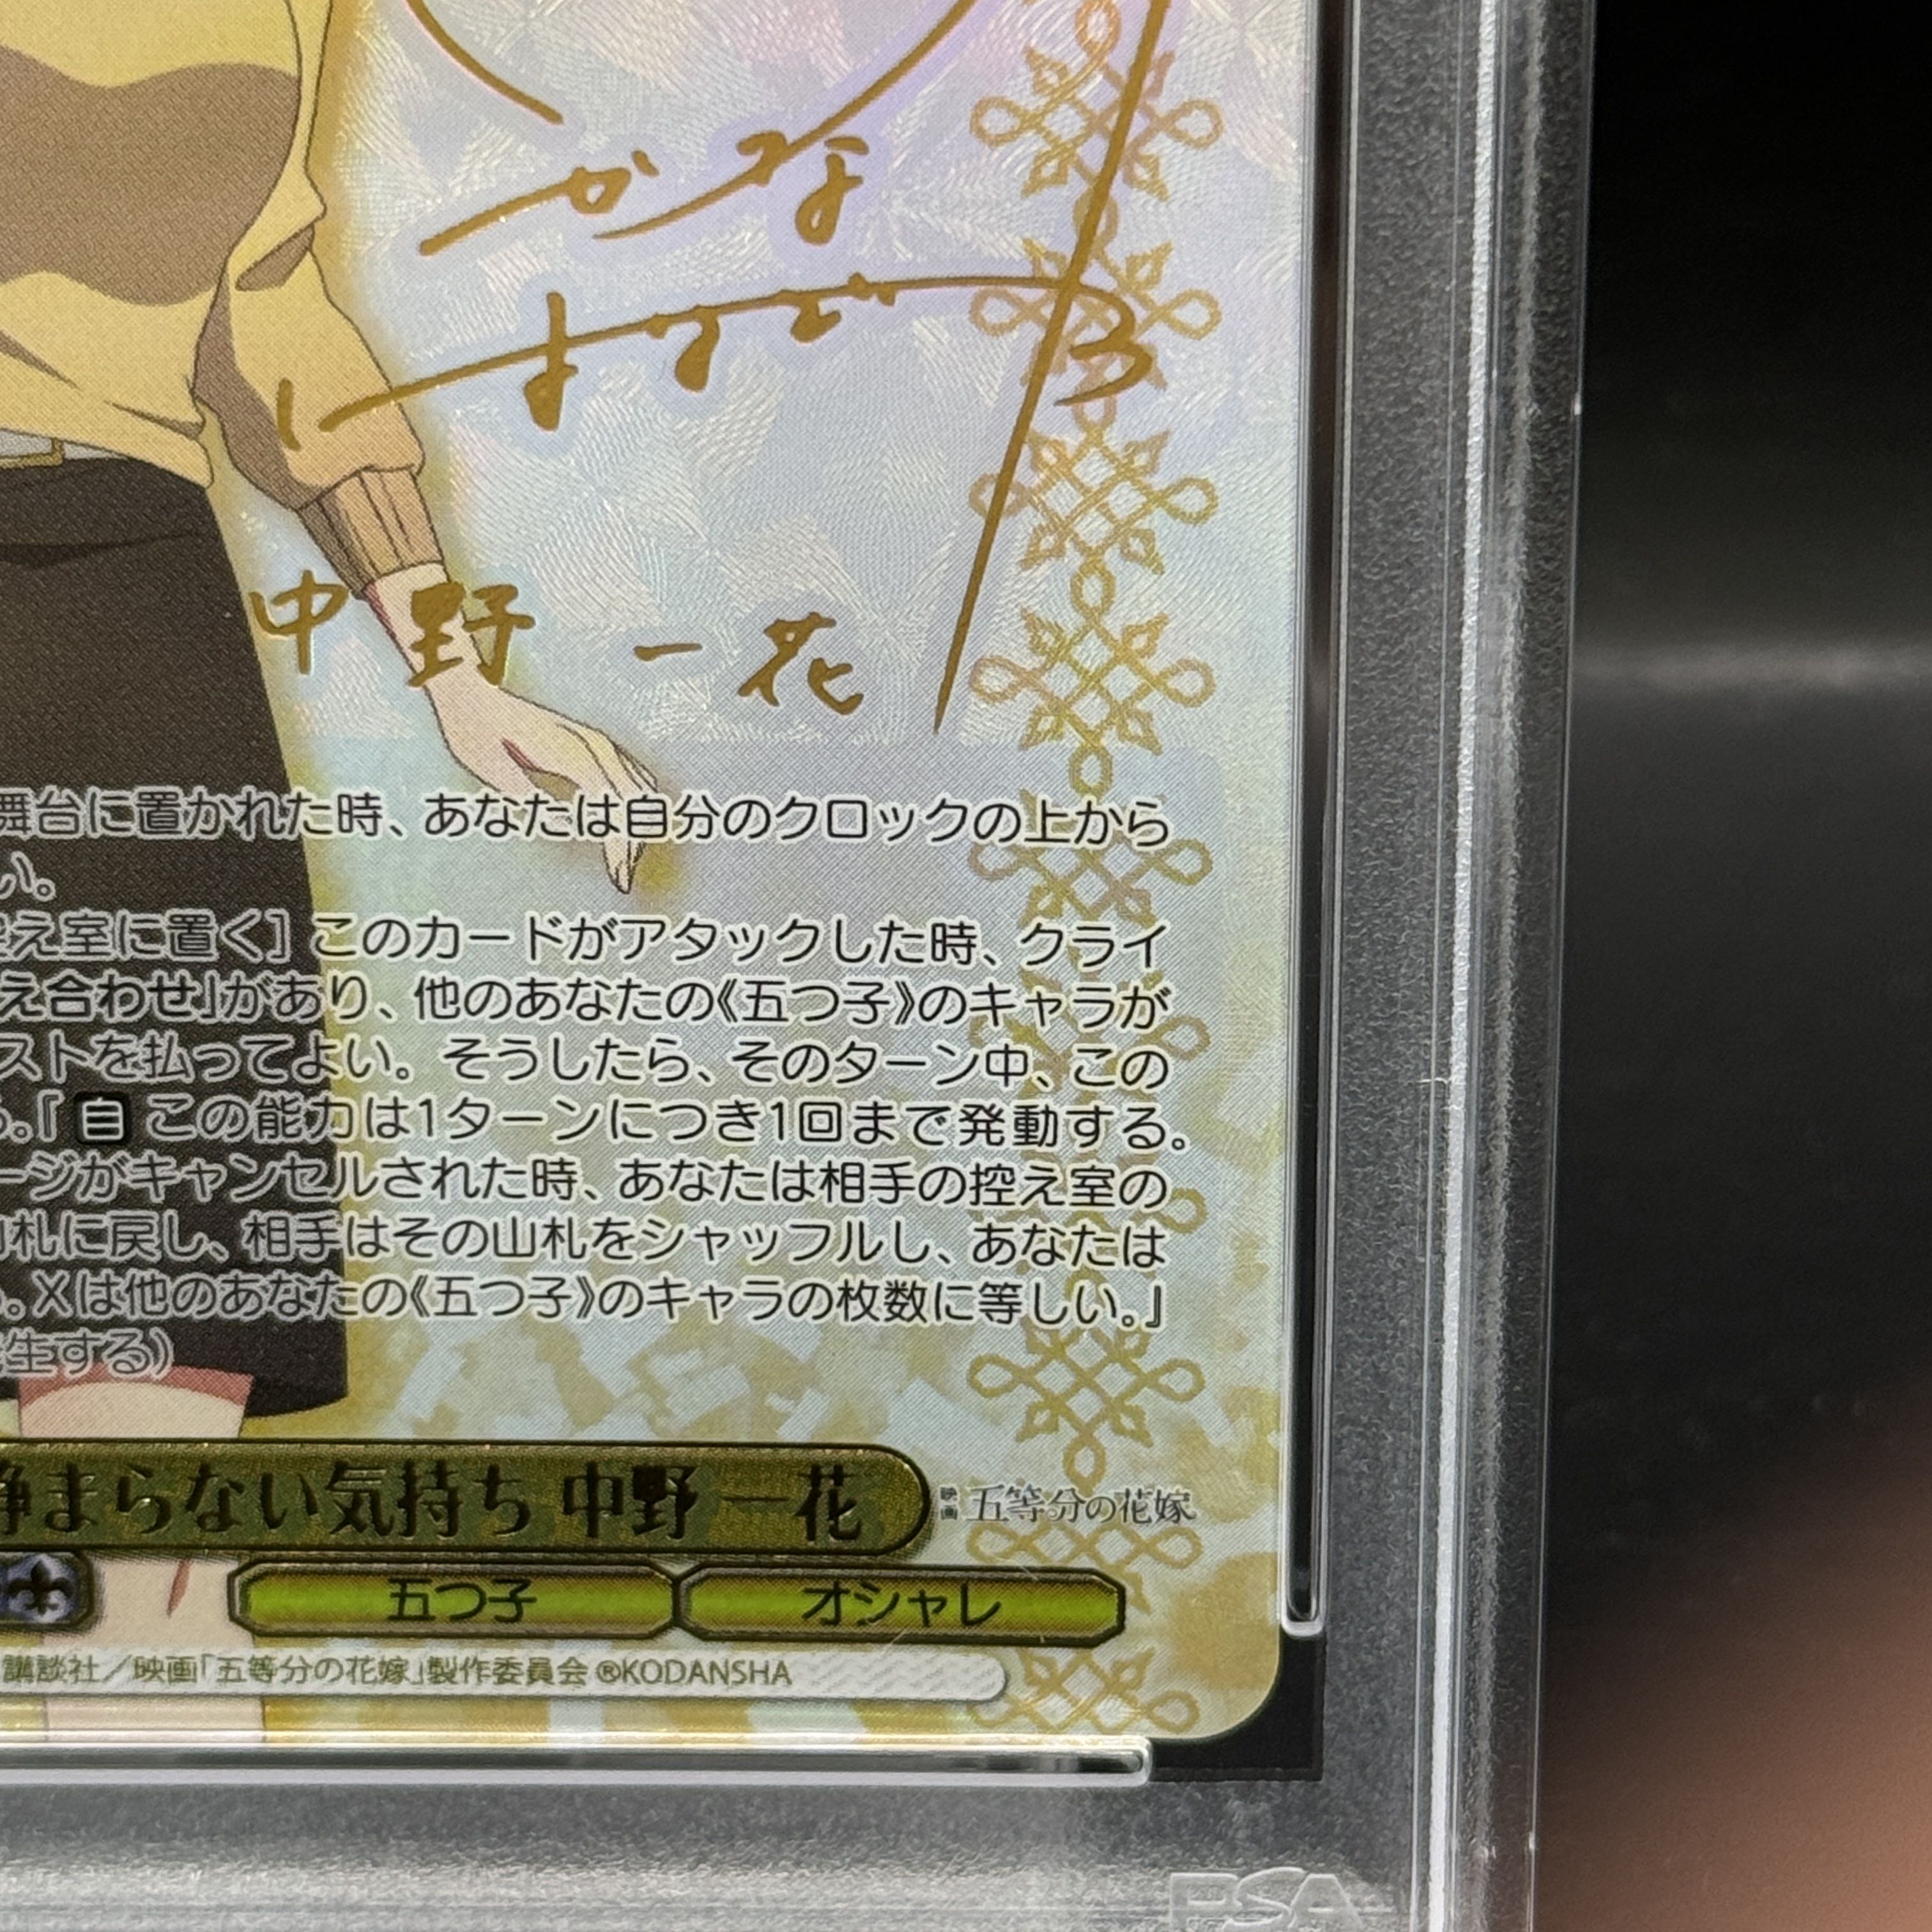 かな
はなざわ
中野 一花
舞台に置かれた時、あなたは自分のクロックの上から
い。
控え室に置く］このカードがアタックした時、クライ
え合わせ」があり、他のあなたの《五つ子》のキャラが
ストを払ってよい。そうしたら、そのターン中、この
る。『自 この能力は1ターンにつき1回まで発動する。
ージがキャンセルされた時、あなたは相手の控え室の
山札に戻し、相手はその山札をシャッフルし、あなたは
。Xは他のあなたの《五つ子》のキャラの枚数に等しい。』
生する）
静まらない気持ち 中野 一花
映画 五等分の花嫁
五つ子 オシャレ
講談社／映画「五等分の花嫁」製作委員会 ®KODANSHA
PSA